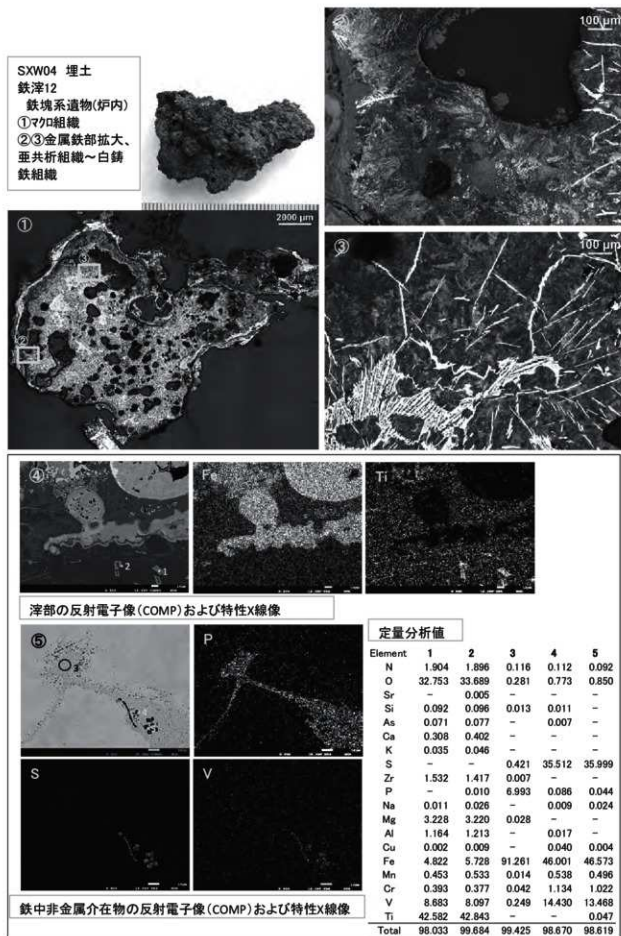 SXW04 埋土
鉄滓12
鉄塊系遺物(炉内)
①マクロ組織
②③金属鉄部拡大、
亜共析組織～白鋳
鉄組織
②
100 μm
①
2000 μm
③
②
③
100 μm
④
2
1
Fe
Ti
滓部の反射電子像(COMP)および特性X線像
⑤
3
P
S
V
鉄中非金属介在物の反射電子像(COMP)および特性X線像
定量分析値
Element 1 2 3 4 5
N 1.904 1.896 0.116 0.112 0.092
O 32.753 33.689 0.281 0.773 0.850
Sr - 0.005 - - -
Si 0.092 0.096 0.013 0.011 -
As 0.071 0.077 - 0.007 -
Ca 0.308 0.402 - - -
K 0.035 0.046 - - -
S - - 0.421 35.512 35.999
Zr 1.532 1.417 0.007 - -
P - 0.010 6.993 0.086 0.044
Na 0.011 0.026 - 0.009 0.024
Mg 3.228 3.220 0.028 - -
Al 1.164 1.213 - 0.017 -
Cu 0.002 0.009 - 0.040 0.004
Fe 4.822 5.728 91.261 46.001 46.573
Mn 0.453 0.533 0.014 0.538 0.496
Cr 0.393 0.377 0.042 1.134 1.022
V 8.683 8.097 0.249 14.430 13.468
Ti 42.582 42.843 - - 0.047
Total 98.033 99.684 99.425 98.670 98.619